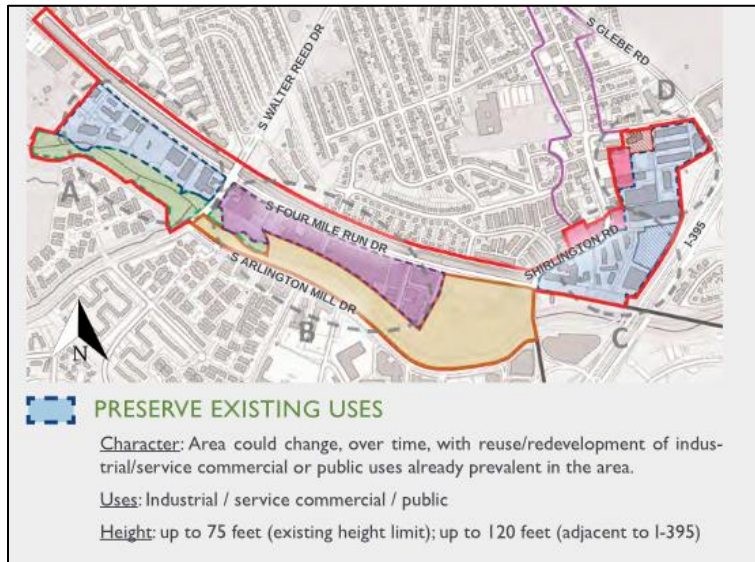 S WALTER REED DR
S GLEBE RD
D
A
S FOUR MILE RUN DR
SHIRLINGTON RD
I-395
S ARLINGTON MILL DR
B
C
N
PRESERVE EXISTING USES
Character: Area could change, over time, with reuse/redevelopment of indus-
trial/service commercial or public uses already prevalent in the area.
Uses: Industrial / service commercial / public
Height: up to 75 feet (existing height limit); up to 120 feet (adjacent to I-395)